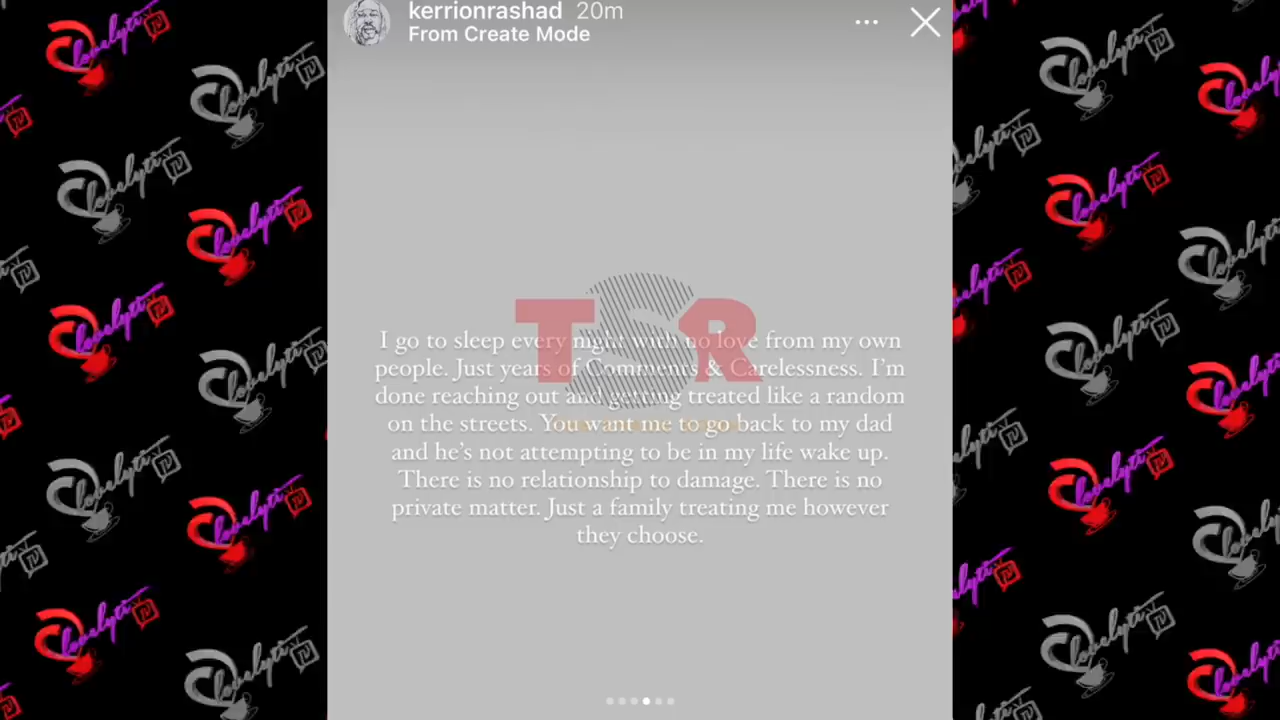 kerrionrashad 20m
From Create Mode
TSR
I go to sleep every night with no love from my own
people. Just years of Comments & Carelessness. I’m
done reaching out and getting treated like a random
on the streets. You want me to go back to my dad
and he’s not attempting to be in my life wake up.
There is no relationship to damage. There is no
private matter. Just a family treating me however
they choose.
lovelyti